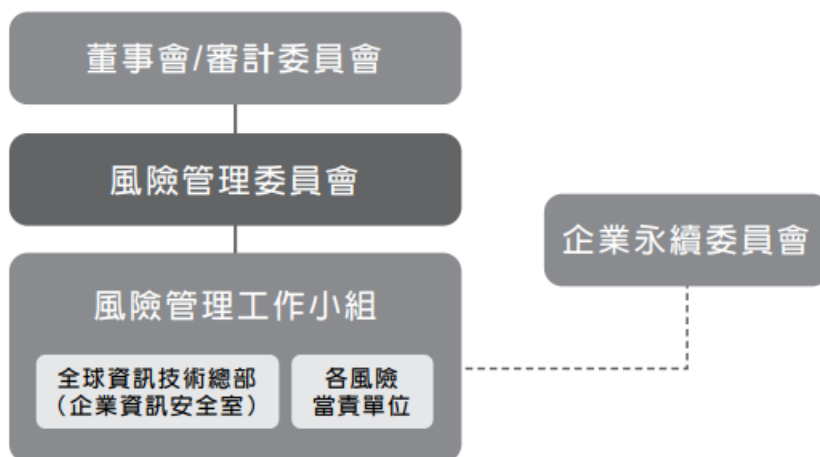 董事會/審計委員會
風險管理委員會
企業永續委員會
風險管理工作小組
全球資訊技術總部
（企業資訊安全室）
各風險
當責單位